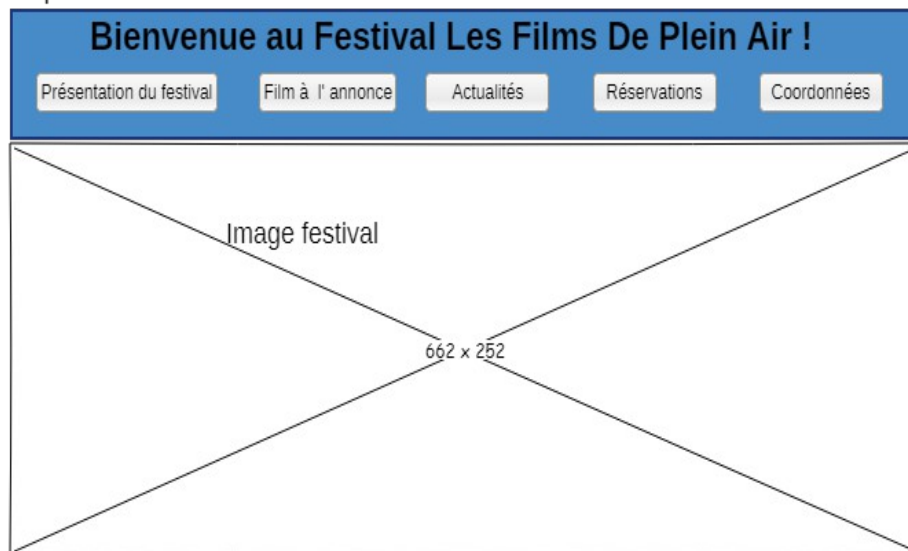 Bienvenue au Festival Les Films De Plein Air !
Présentation du festival Film à l' annonce Actualités Réservations Coordonnées
Image festival
662 x 252